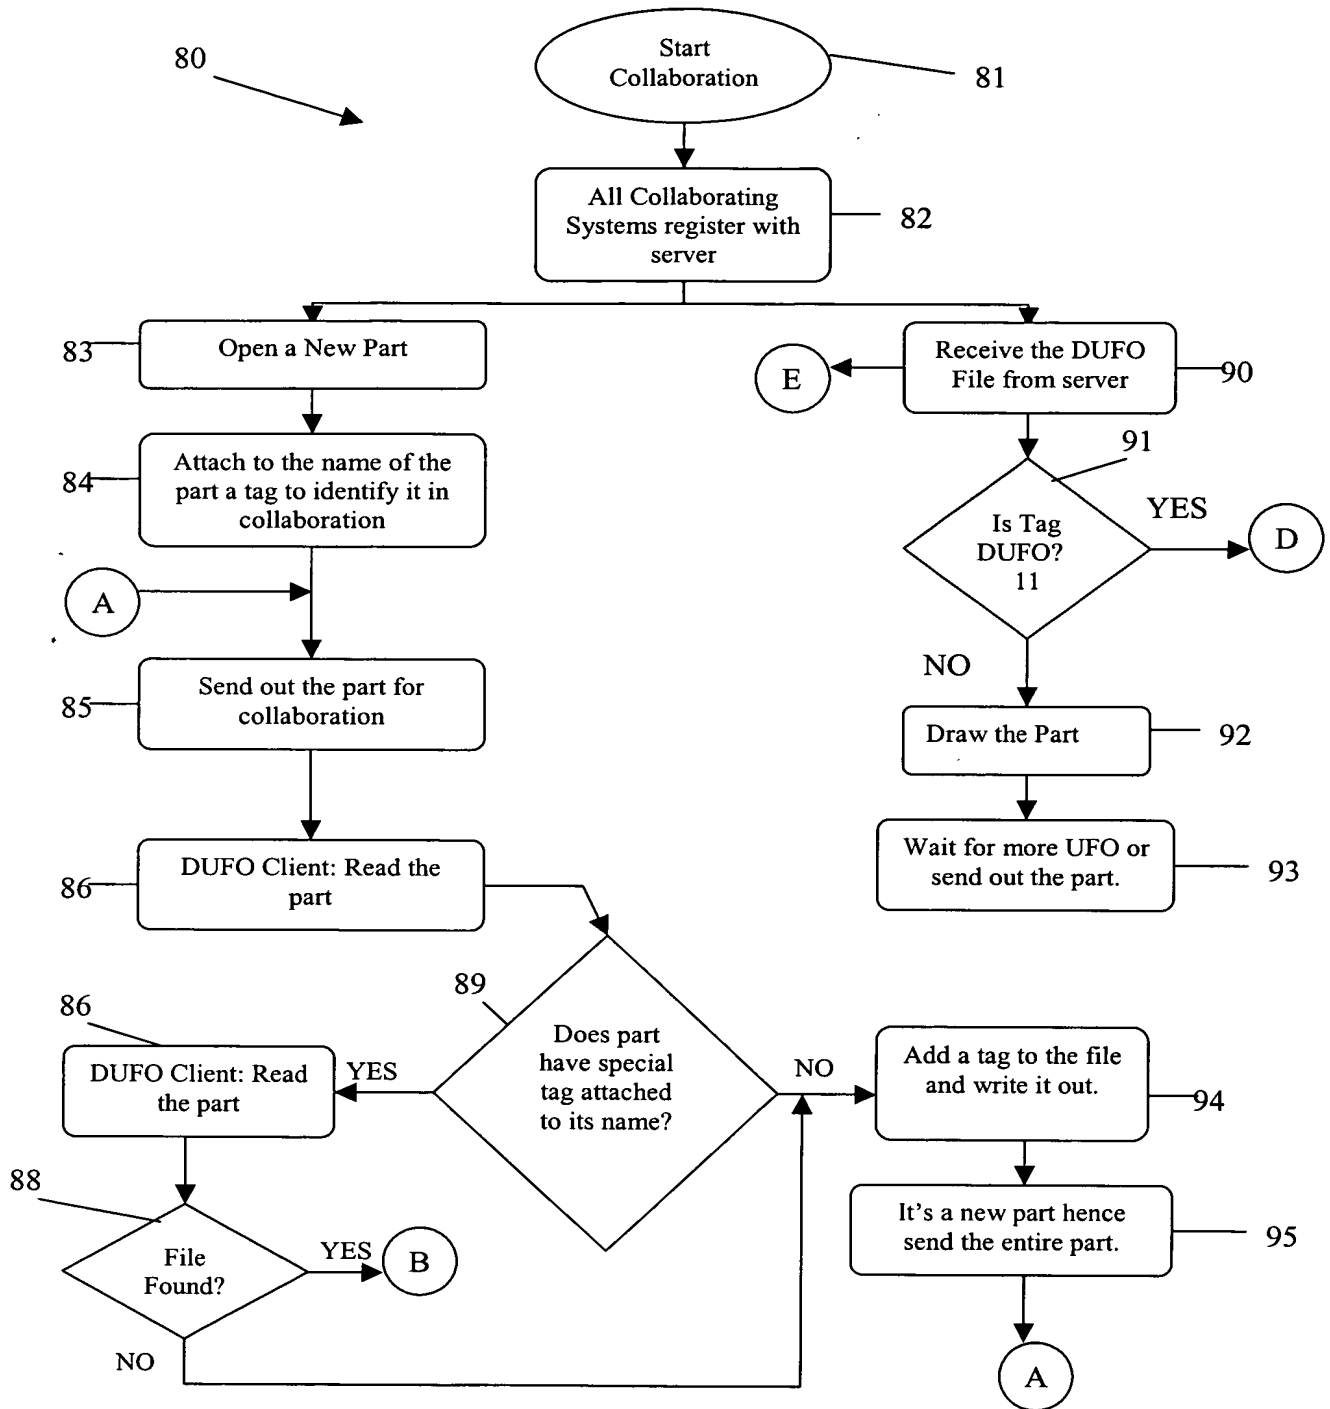 80
Start
Collaboration
81
All Collaborating
Systems register with
server
82
83
Open a New Part
E
Receive the DUFO
File from server
90
84
Attach to the name of the
part a tag to identify it in
collaboration
91
Is Tag
DUFO?
11
YES
D
A
NO
85
Send out the part for
collaboration
Draw the Part
92
86
DUFO Client: Read the
part
Wait for more UFO or
send out the part.
93
89
Does part
have special
tag attached
to its name?
86
DUFO Client: Read
the part
YES
NO
Add a tag to the file
and write it out.
94
88
File
Found?
YES
B
It's a new part hence
send the entire part.
95
NO
A